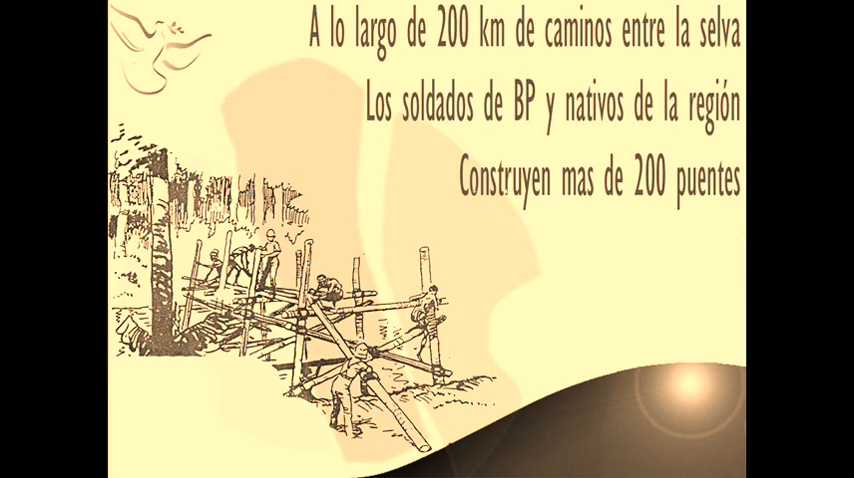 A lo largo de 200 km de caminos entre la selva
Los soldados de BP y nativos de la región
Construyen mas de 200 puentes